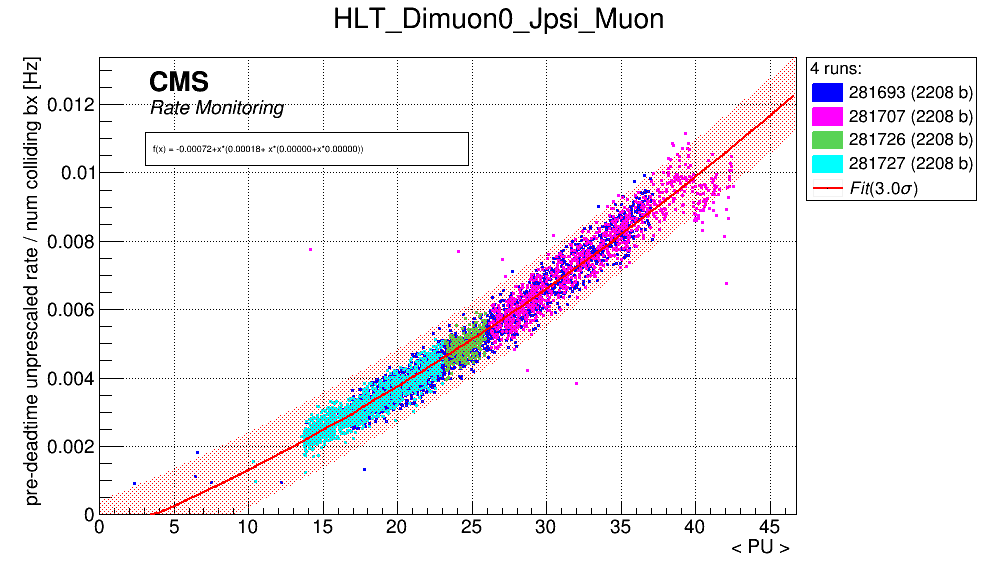 HLT_Dimuon0_Jpsi_Muon
pre-deadtime unprescaled rate / num colliding bx [Hz]
CMS
Rate Monitoring
f(x) = -0.00072+x*(0.00018+ x*(0.00000+x*0.00000))
0.012
0.01
0.008
0.006
0.004
0.002
0
0 5 10 15 20 25 30 35 40 45
< PU >
4 runs:
281693 (2208 b)
281707 (2208 b)
281726 (2208 b)
281727 (2208 b)
Fit(3.0σ)